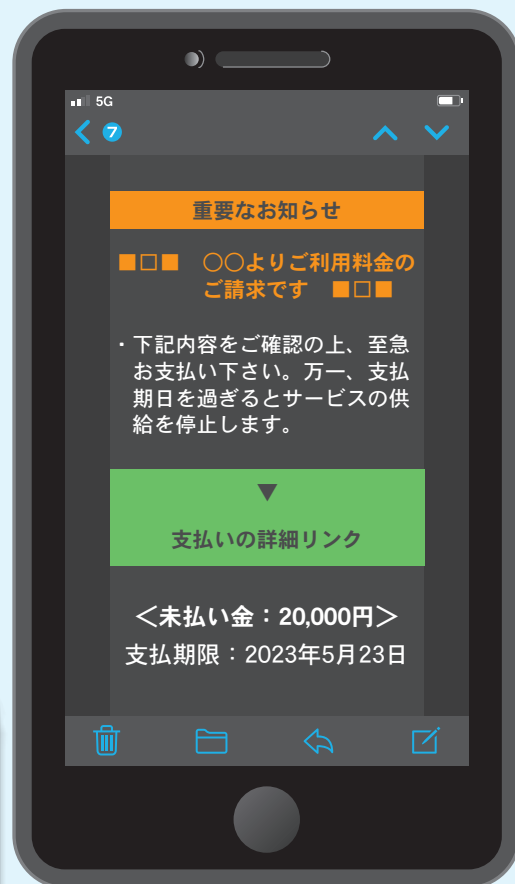 5G
7
重要なお知らせ
■□■ ○○よりご利用料金の
ご請求です ■□■
・下記内容をご確認の上、至急
お支払い下さい。万一、支払
期日を過ぎるとサービスの供
給を停止します。
▼
支払いの詳細リンク
＜未払い金：20,000円＞
支払期限：2023年5月23日